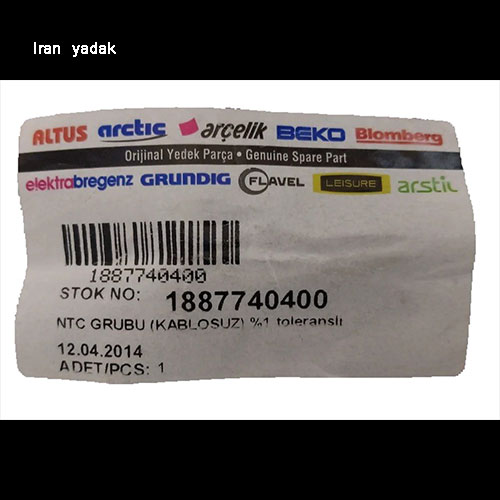 Iran yadak
ALTUS arctic arçelik BEKO Blomberg
Orijinal Yedek Parça • Genuine Spare Part
elektrabregenz GRUNDIG FLAVEL LEISURE arstil
1887740400
STOK NO: 1887740400
NTC GRUBU (KABLOSUZ) %1 toleranslı
12.04.2014
ADET/PCS: 1